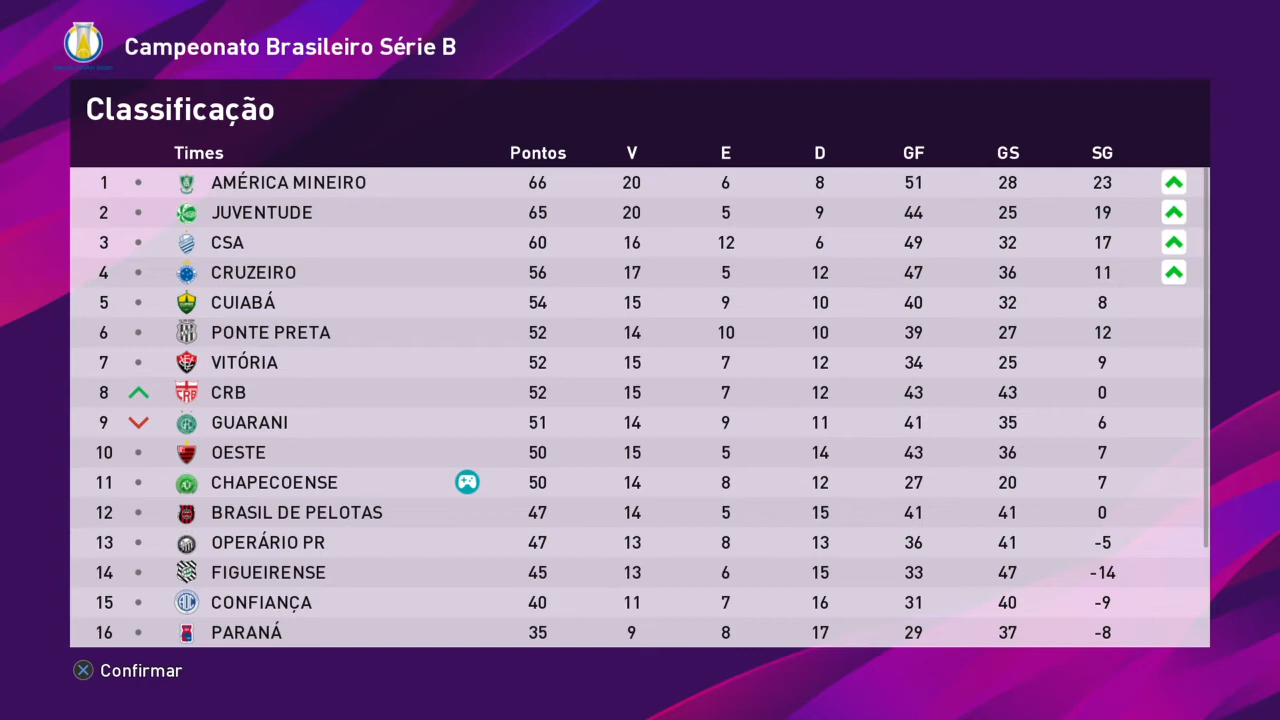 Campeonato Brasileiro Série B
Classificação
Times Pontos V E D GF GS SG
1 AMÉRICA MINEIRO 66 20 6 8 51 28 23
2 JUVENTUDE 65 20 5 9 44 25 19
3 CSA 60 16 12 6 49 32 17
4 CRUZEIRO 56 17 5 12 47 36 11
5 CUIABÁ 54 15 9 10 40 32 8
6 PONTE PRETA 52 14 10 10 39 27 12
7 VITÓRIA 52 15 7 12 34 25 9
8 CRB 52 15 7 12 43 43 0
9 GUARANI 51 14 9 11 41 35 6
10 OESTE 50 15 5 14 43 36 7
11 CHAPECOENSE 50 14 8 12 27 20 7
12 BRASIL DE PELOTAS 47 14 5 15 41 41 0
13 OPERÁRIO PR 47 13 8 13 36 41 -5
14 FIGUEIRENSE 45 13 6 15 33 47 -14
15 CONFIANÇA 40 11 7 16 31 40 -9
16 PARANÁ 35 9 8 17 29 37 -8
Confirmar